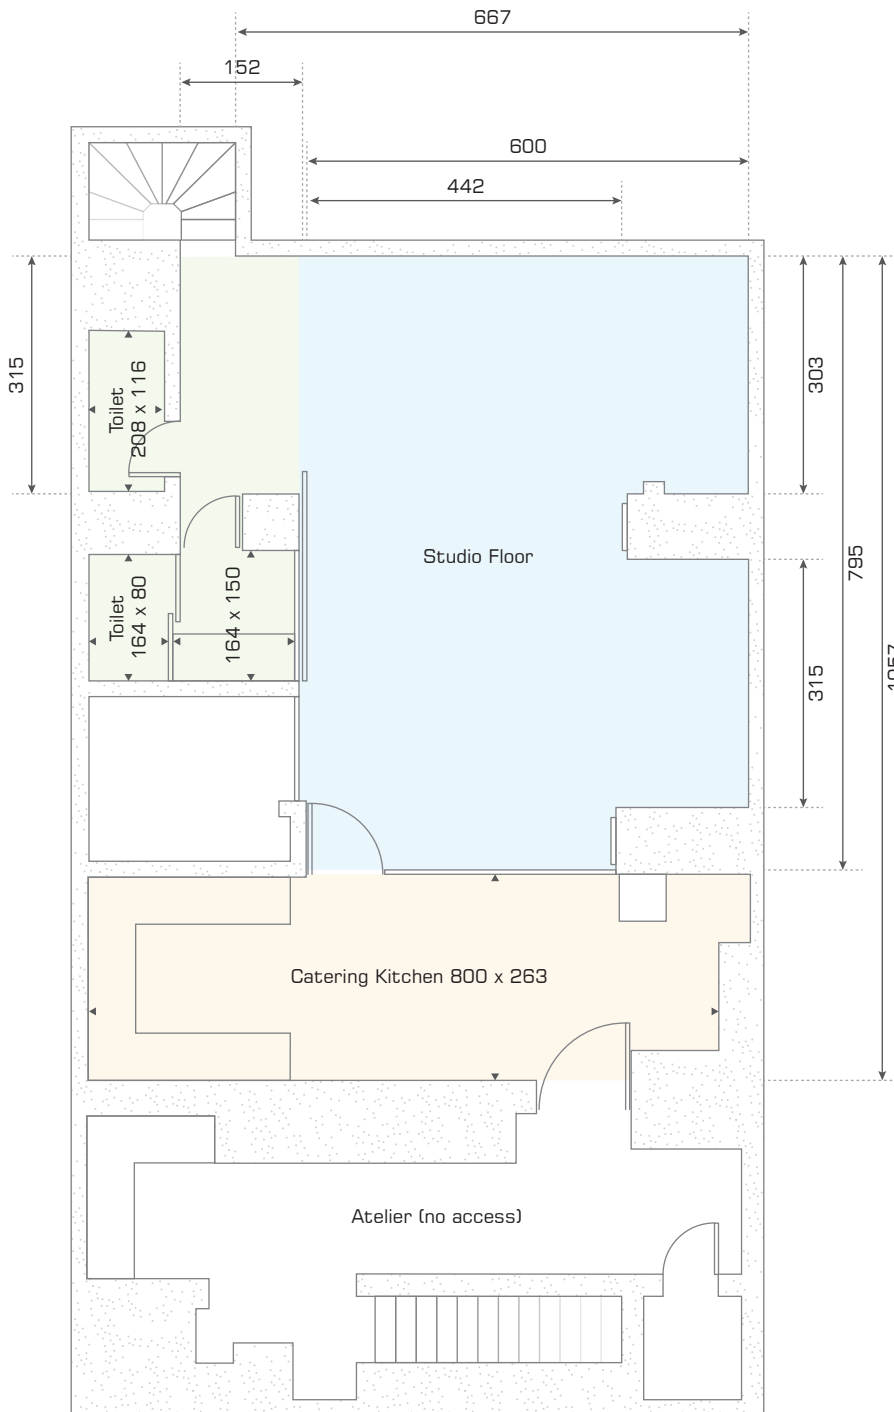 667
152
600
442
315
303
Toilet
208 x 116
Studio Floor
795
Toilet
164 x 80
164 x 150
315
Catering Kitchen 800 x 263
Atelier (no access)